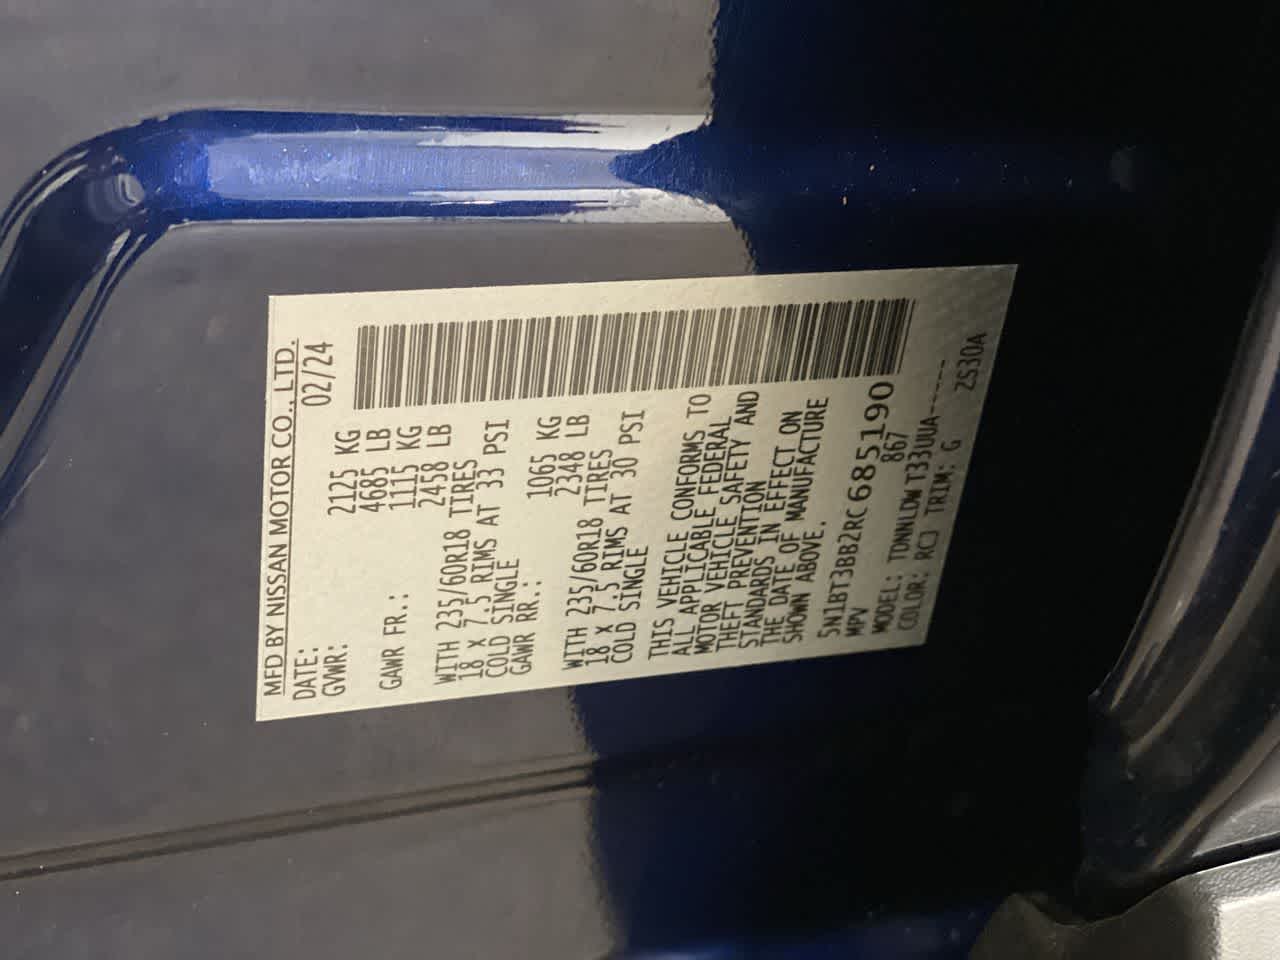 MFD BY NISSAN MOTOR CO., LTD.
DATE: 02/24
GVWR: 2125 KG
4685 LB
GAWR FR.: 1115 KG
2458 LB
WITH 235/60R18 TIRES
18 X 7.5 RIMS AT 33 PSI
COLD SINGLE
GAWR RR.: 1065 KG
2348 LB
WITH 235/60R18 TIRES
18 X 7.5 RIMS AT 30 PSI
COLD SINGLE
THIS VEHICLE CONFORMS TO
ALL APPLICABLE FEDERAL
MOTOR VEHICLE SAFETY AND
THEFT PREVENTION
STANDARDS IN EFFECT ON
THE DATE OF MANUFACTURE
SHOWN ABOVE.
5N1BT3BB2RC685190
MPV 867
MODEL: TDNNLDW T33UUA------
COLOR: RCJ TRIM: G ZS30A